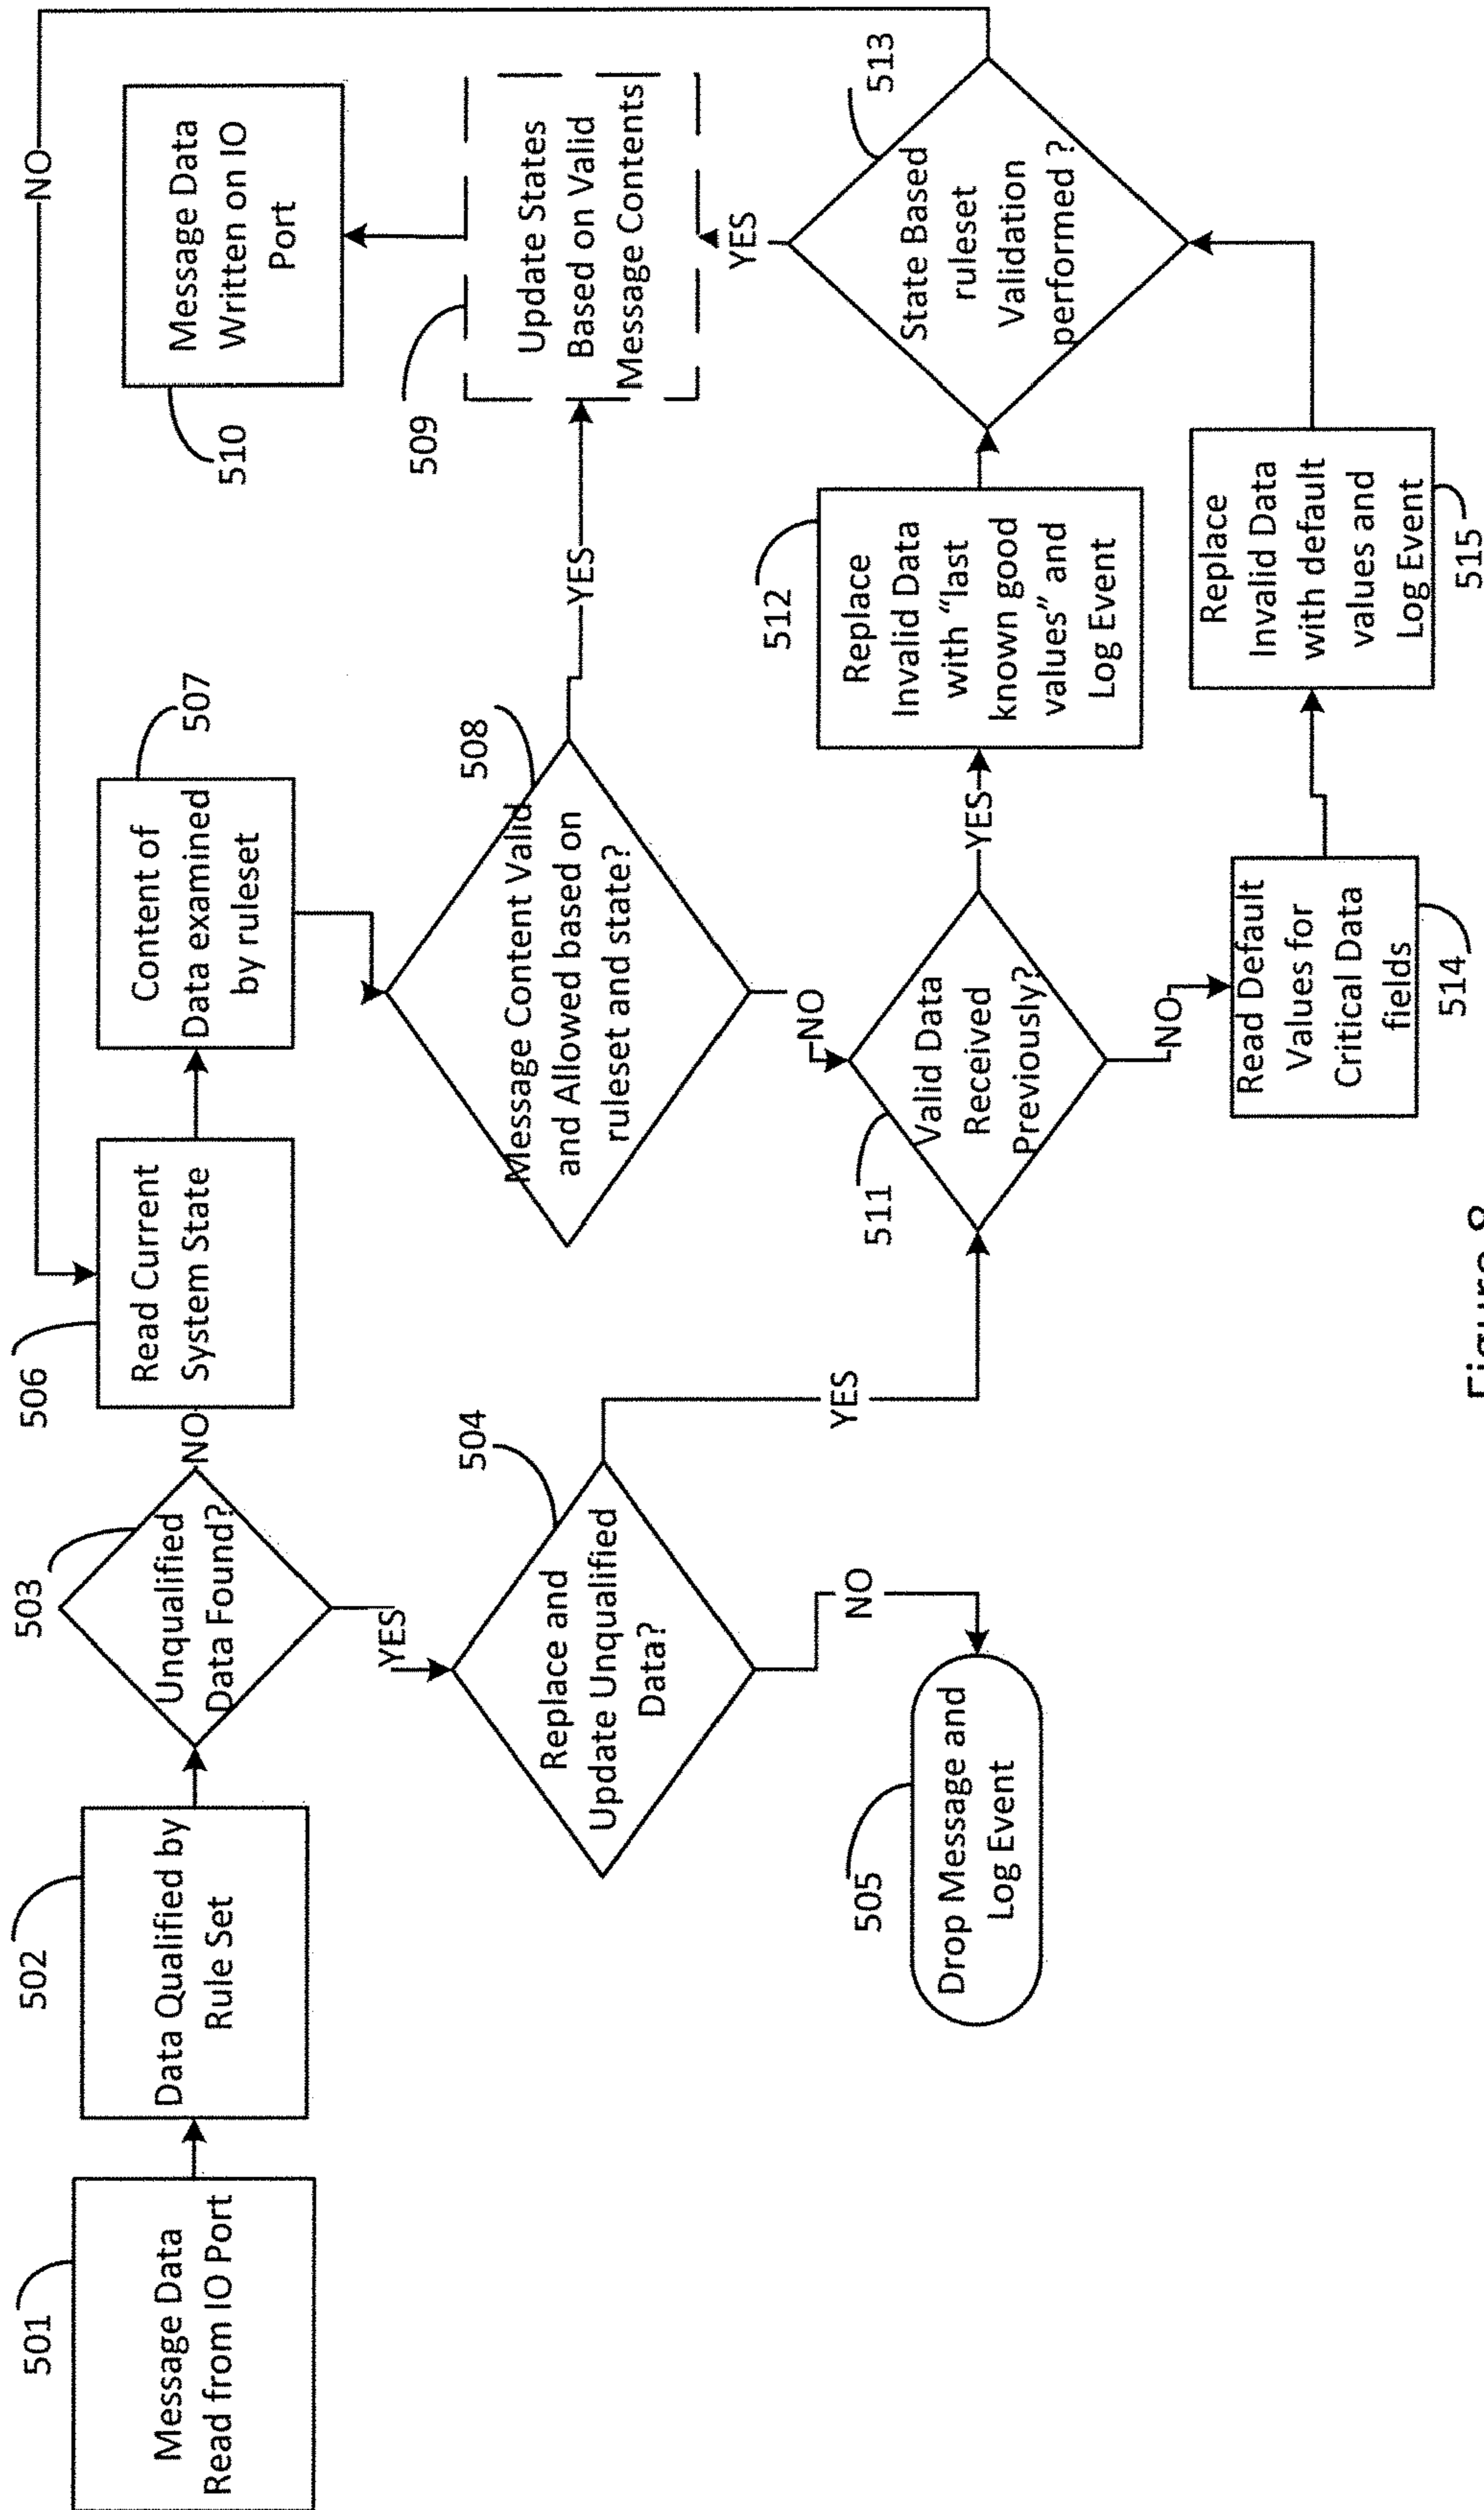 501
Message Data
Read from IO Port
502
Data Qualified by
Rule Set
503
Unqualified
Data Found?
NO
YES
504
Replace and
Update Unqualified
Data?
YES
NO
505
Drop Message and
Log Event
506
Read Current
System State
507
Content of
Data examined
by ruleset
508
Message Content Valid
and Allowed based on
ruleset and state?
YES
NO
509
Update States
Based on Valid
Message Contents
510
Message Data
Written on IO
Port
511
Valid Data
Received
Previously?
YES
NO
512
Replace
Invalid Data
with “last
known good
values” and
Log Event
513
State Based
ruleset
Validation
performed ?
YES
NO
514
Read Default
Values for
Critical Data
fields
515
Replace
Invalid Data
with default
values and
Log Event
Figure 8